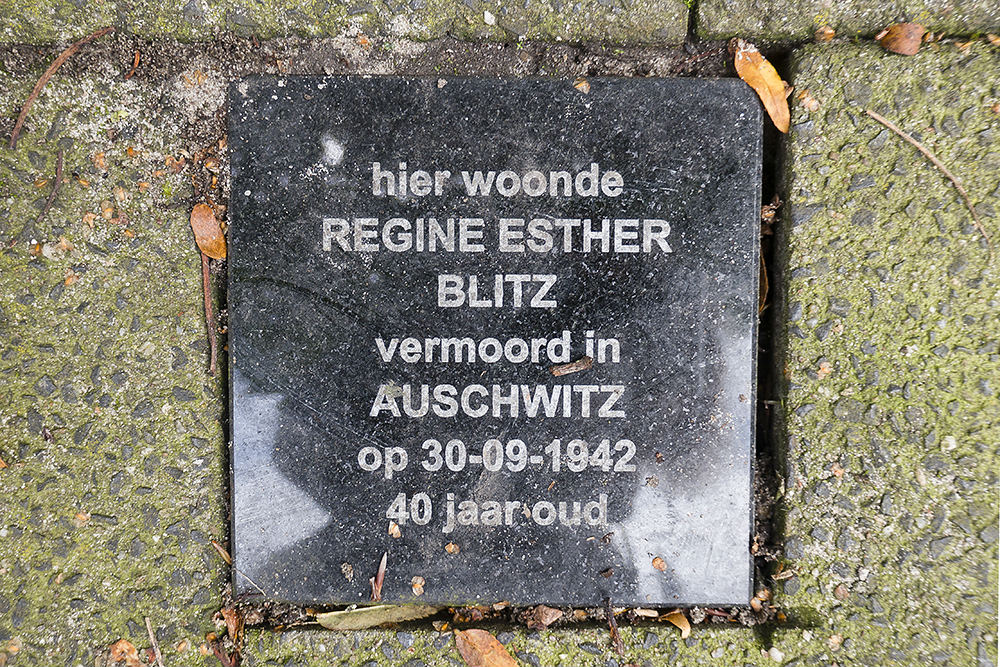 hier woonde
REGINE ESTHER
BLITZ
vermoord in
AUSCHWITZ
op 30-09-1942
40 jaar oud